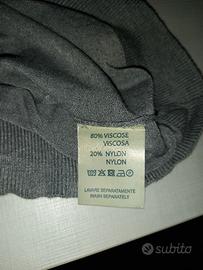 80% VISCOSE
VISCOSA
20% NYLON
NYLON
LAVARE SEPARATAMENTE
WASH SEPARATELY
subito